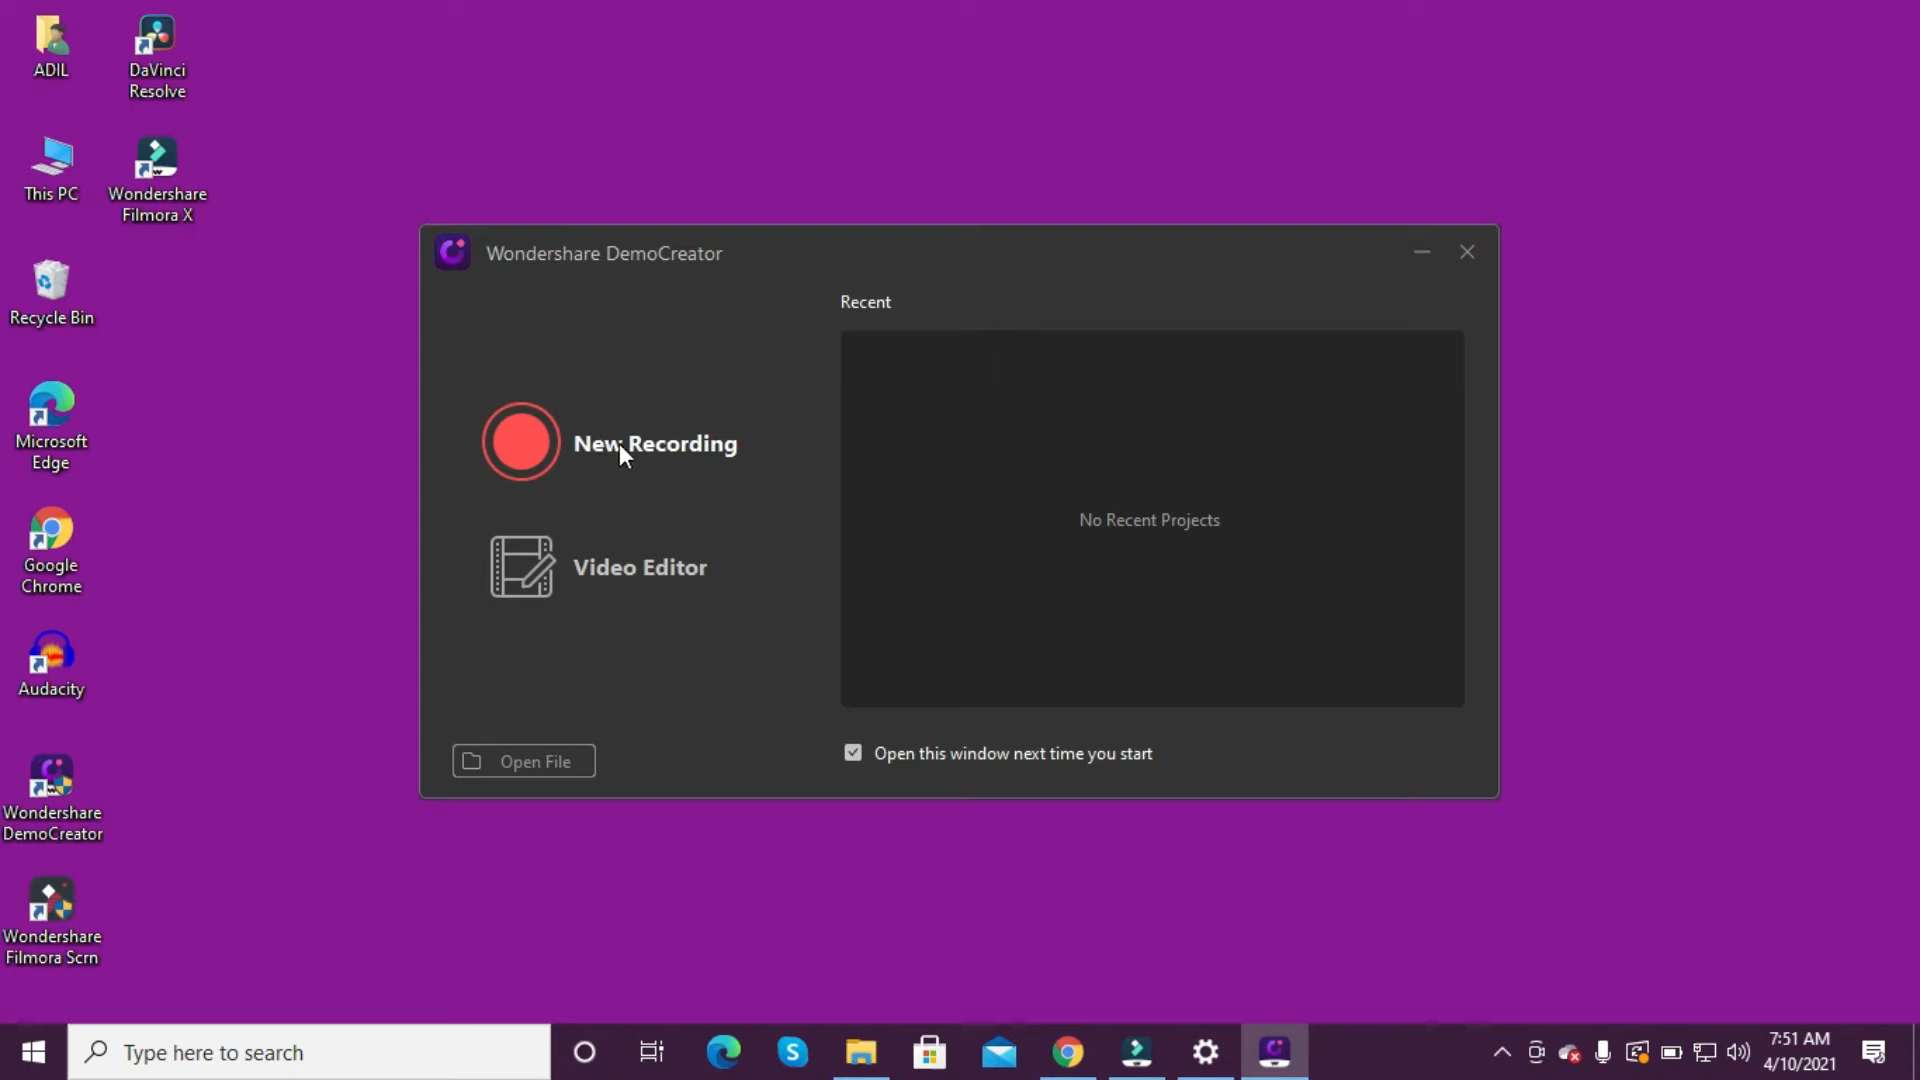 ADIL
DaVinci
Resolve
This PC
Wondershare
Filmora X
Recycle Bin
Microsoft
Edge
Google
Chrome
Audacity
Wondershare
DemoCreator
Wondershare
Filmora Scrn
Wondershare DemoCreator
Recent
New Recording
No Recent Projects
Video Editor
Open File
Open this window next time you start
Type here to search
7:51 AM
4/10/2021